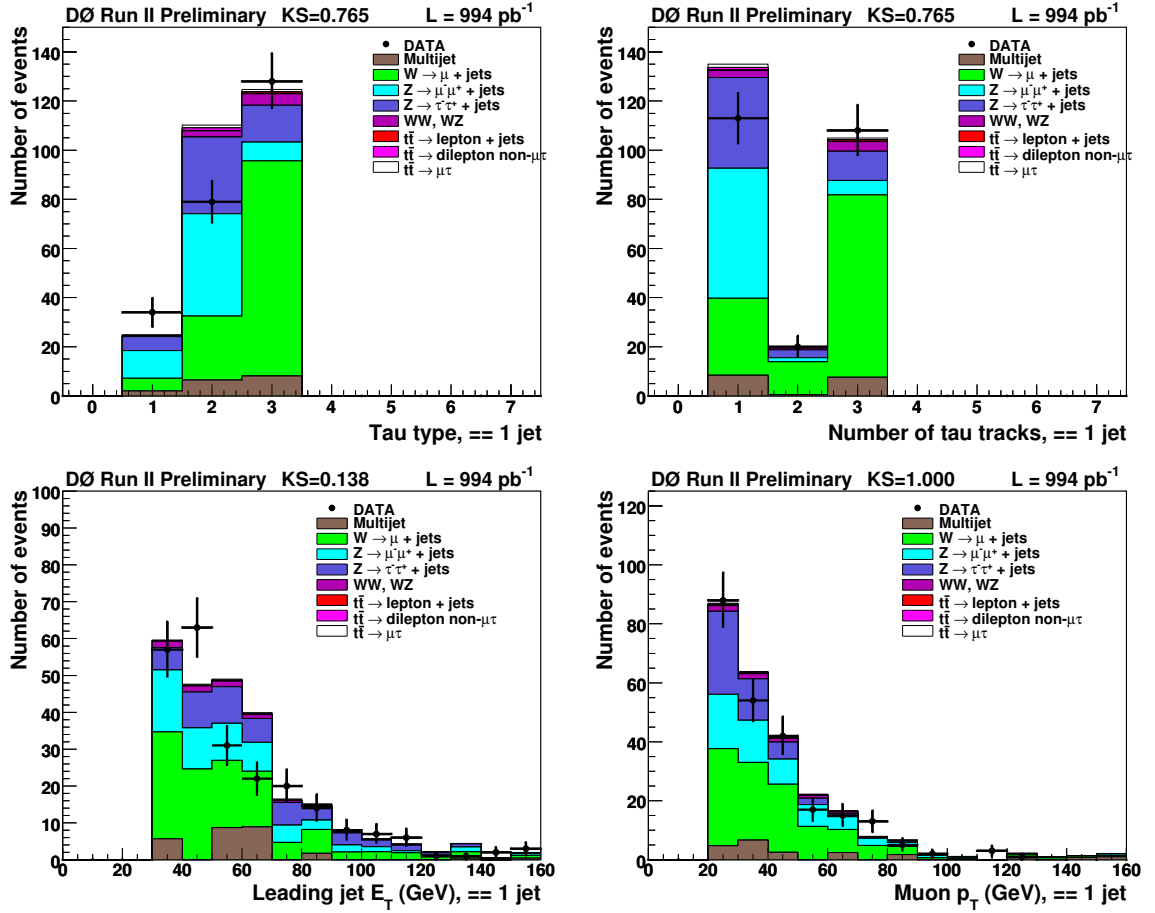 DØ Run II Preliminary KS=0.765 L = 994 pb⁻¹
Number of events
140
120
100
80
60
40
20
0
DATA
Multijet
W → μ + jets
Z → μ⁻μ⁺ + jets
Z → τ⁻τ⁺ + jets
WW, WZ
tt̄ → lepton + jets
tt̄ → dilepton non-μτ
tt̄ → μτ
0 1 2 3 4 5 6 7
Tau type, == 1 jet
DØ Run II Preliminary KS=0.765 L = 994 pb⁻¹
Number of events
140
120
100
80
60
40
20
0
DATA
Multijet
W → μ + jets
Z → μ⁻μ⁺ + jets
Z → τ⁻τ⁺ + jets
WW, WZ
tt̄ → lepton + jets
tt̄ → dilepton non-μτ
tt̄ → μτ
0 1 2 3 4 5 6 7
Number of tau tracks, == 1 jet
DØ Run II Preliminary KS=0.138 L = 994 pb⁻¹
Number of events
100
90
80
70
60
50
40
30
20
10
0
DATA
Multijet
W → μ + jets
Z → μ⁻μ⁺ + jets
Z → τ⁻τ⁺ + jets
WW, WZ
tt̄ → lepton + jets
tt̄ → dilepton non-μτ
tt̄ → μτ
0 20 40 60 80 100 120 140 160
Leading jet E_T (GeV), == 1 jet
DØ Run II Preliminary KS=1.000 L = 994 pb⁻¹
Number of events
120
100
80
60
40
20
0
DATA
Multijet
W → μ + jets
Z → μ⁻μ⁺ + jets
Z → τ⁻τ⁺ + jets
WW, WZ
tt̄ → lepton + jets
tt̄ → dilepton non-μτ
tt̄ → μτ
0 20 40 60 80 100 120 140 160
Muon p_T (GeV), == 1 jet